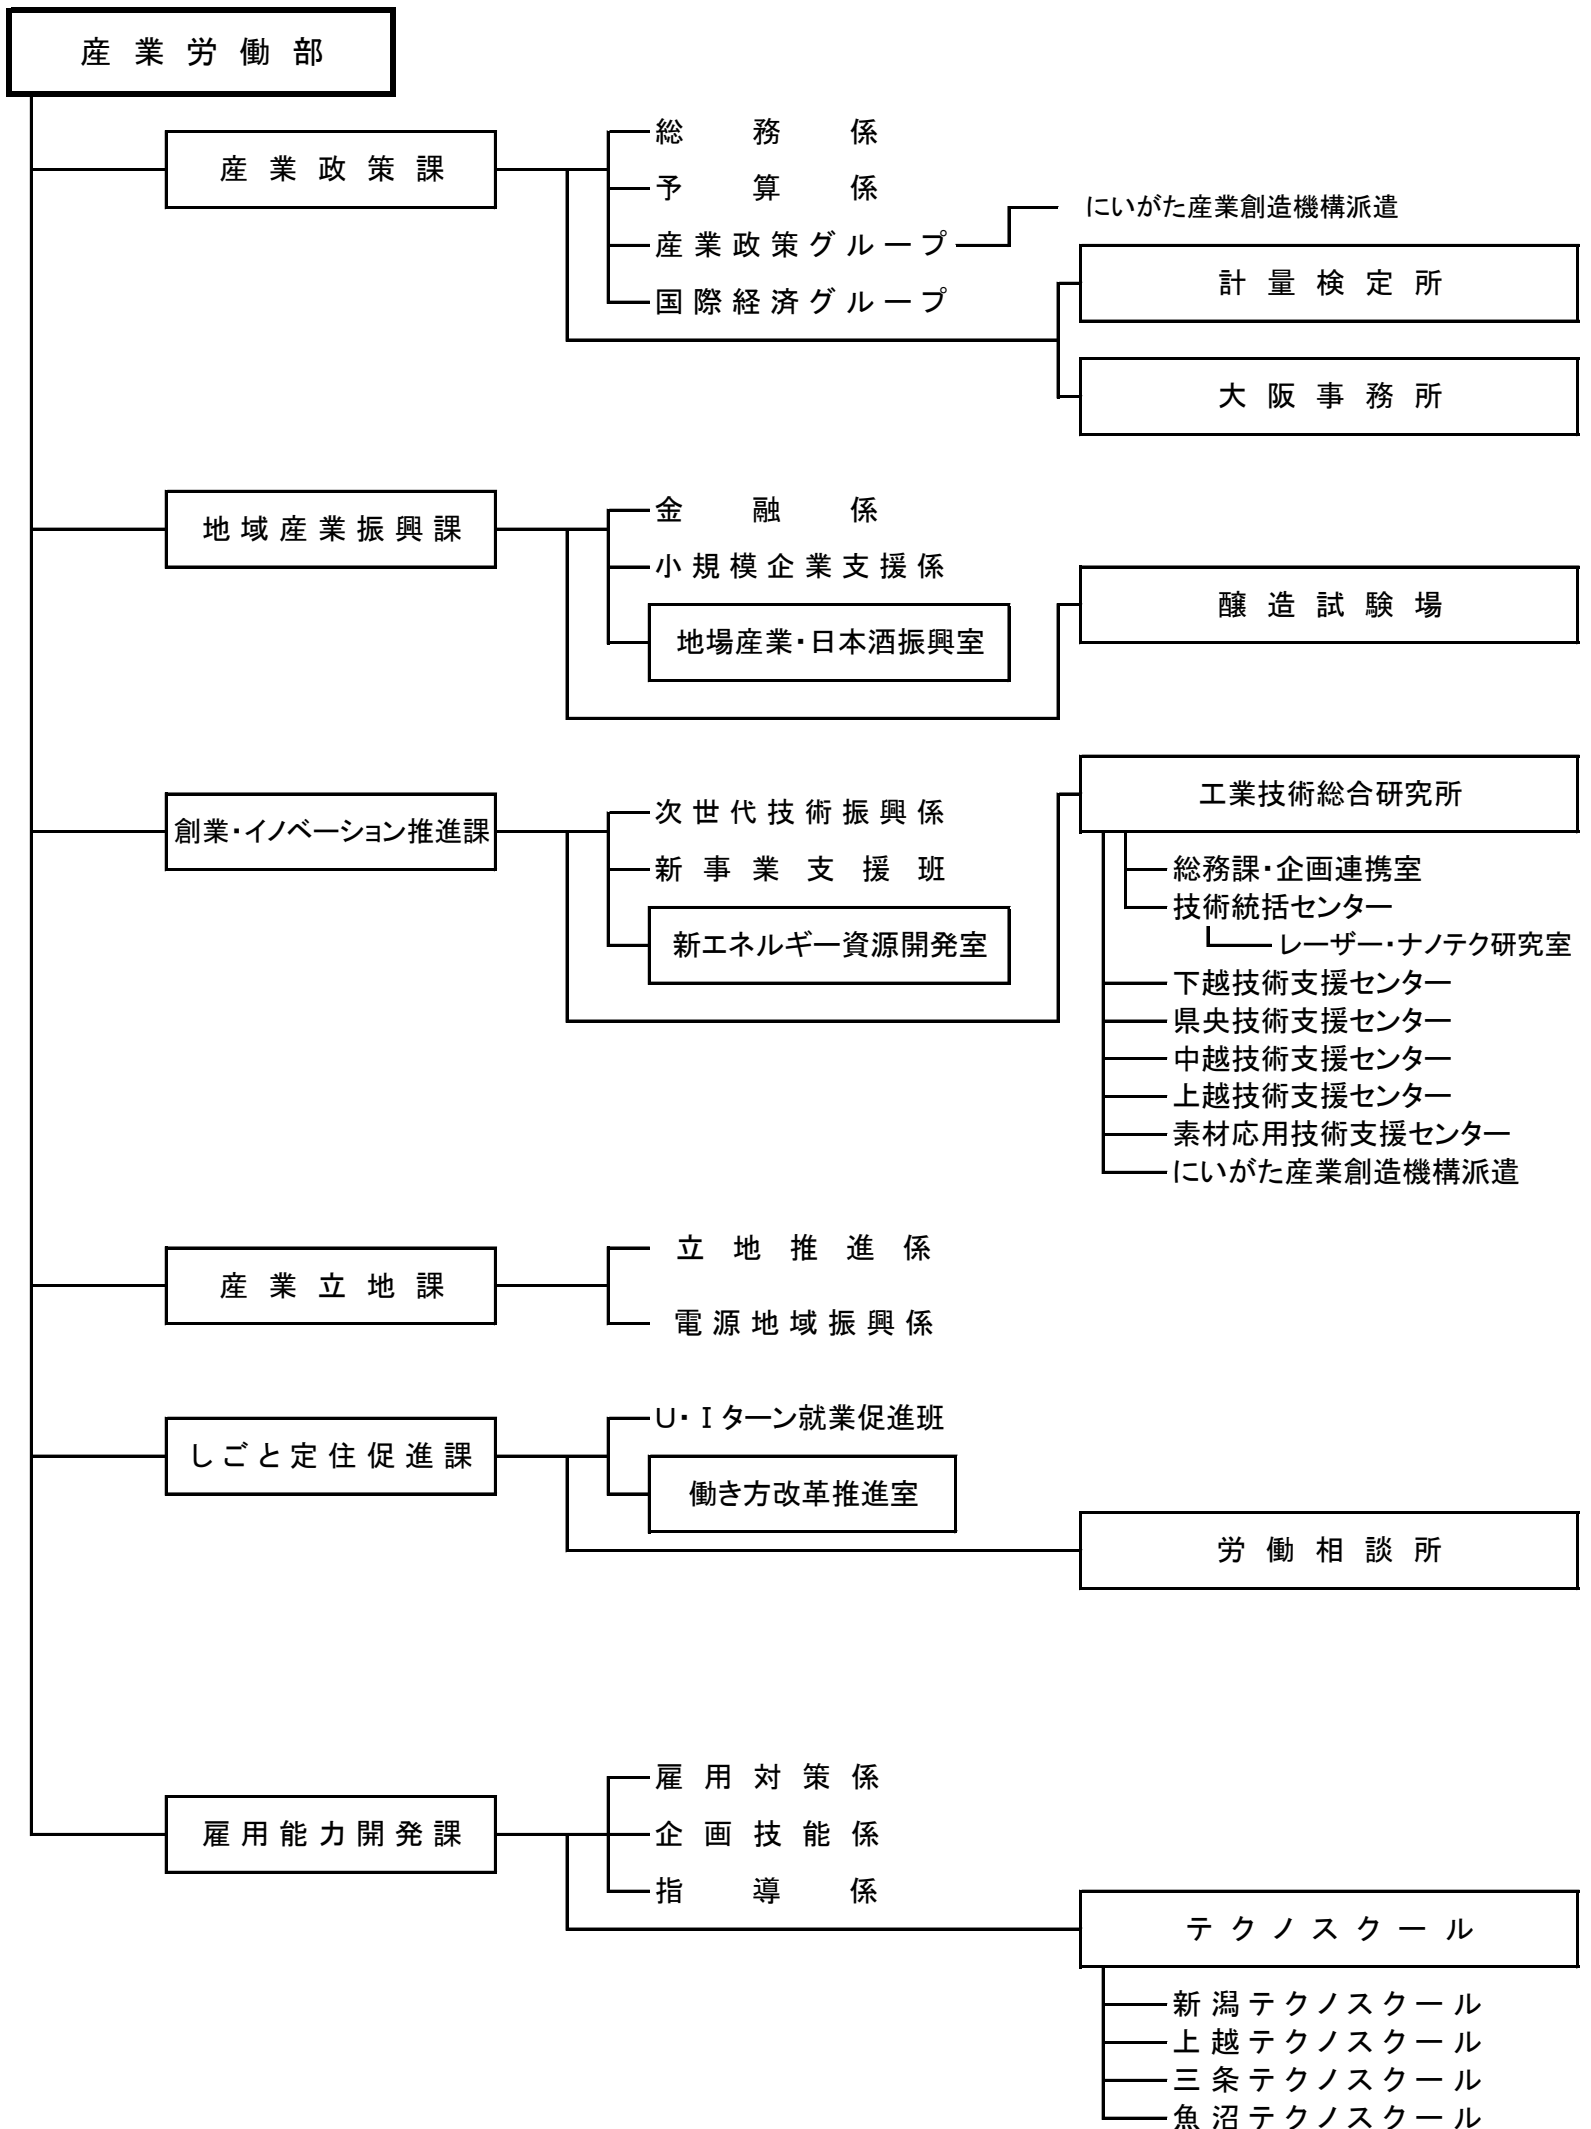 産業労働部
産業政策課
総務係
予算係
産業政策グループ
国際経済グループ
にいがた産業創造機構派遣
計量検定所
大阪事務所
地域産業振興課
金融係
小規模企業支援係
地場産業・日本酒振興室
醸造試験場
創業・イノベーション推進課
次世代技術振興係
新事業支援班
新エネルギー資源開発室
工業技術総合研究所
総務課・企画連携室
技術統括センター
レーザー・ナノテク研究室
下越技術支援センター
県央技術支援センター
中越技術支援センター
上越技術支援センター
素材応用技術支援センター
にいがた産業創造機構派遣
産業立地課
立地推進係
電源地域振興係
しごと定住促進課
U・Iターン就業促進班
働き方改革推進室
労働相談所
雇用能力開発課
雇用対策係
企画技能係
指導係
テクノスクール
新潟テクノスクール
上越テクノスクール
三条テクノスクール
魚沼テクノスクール